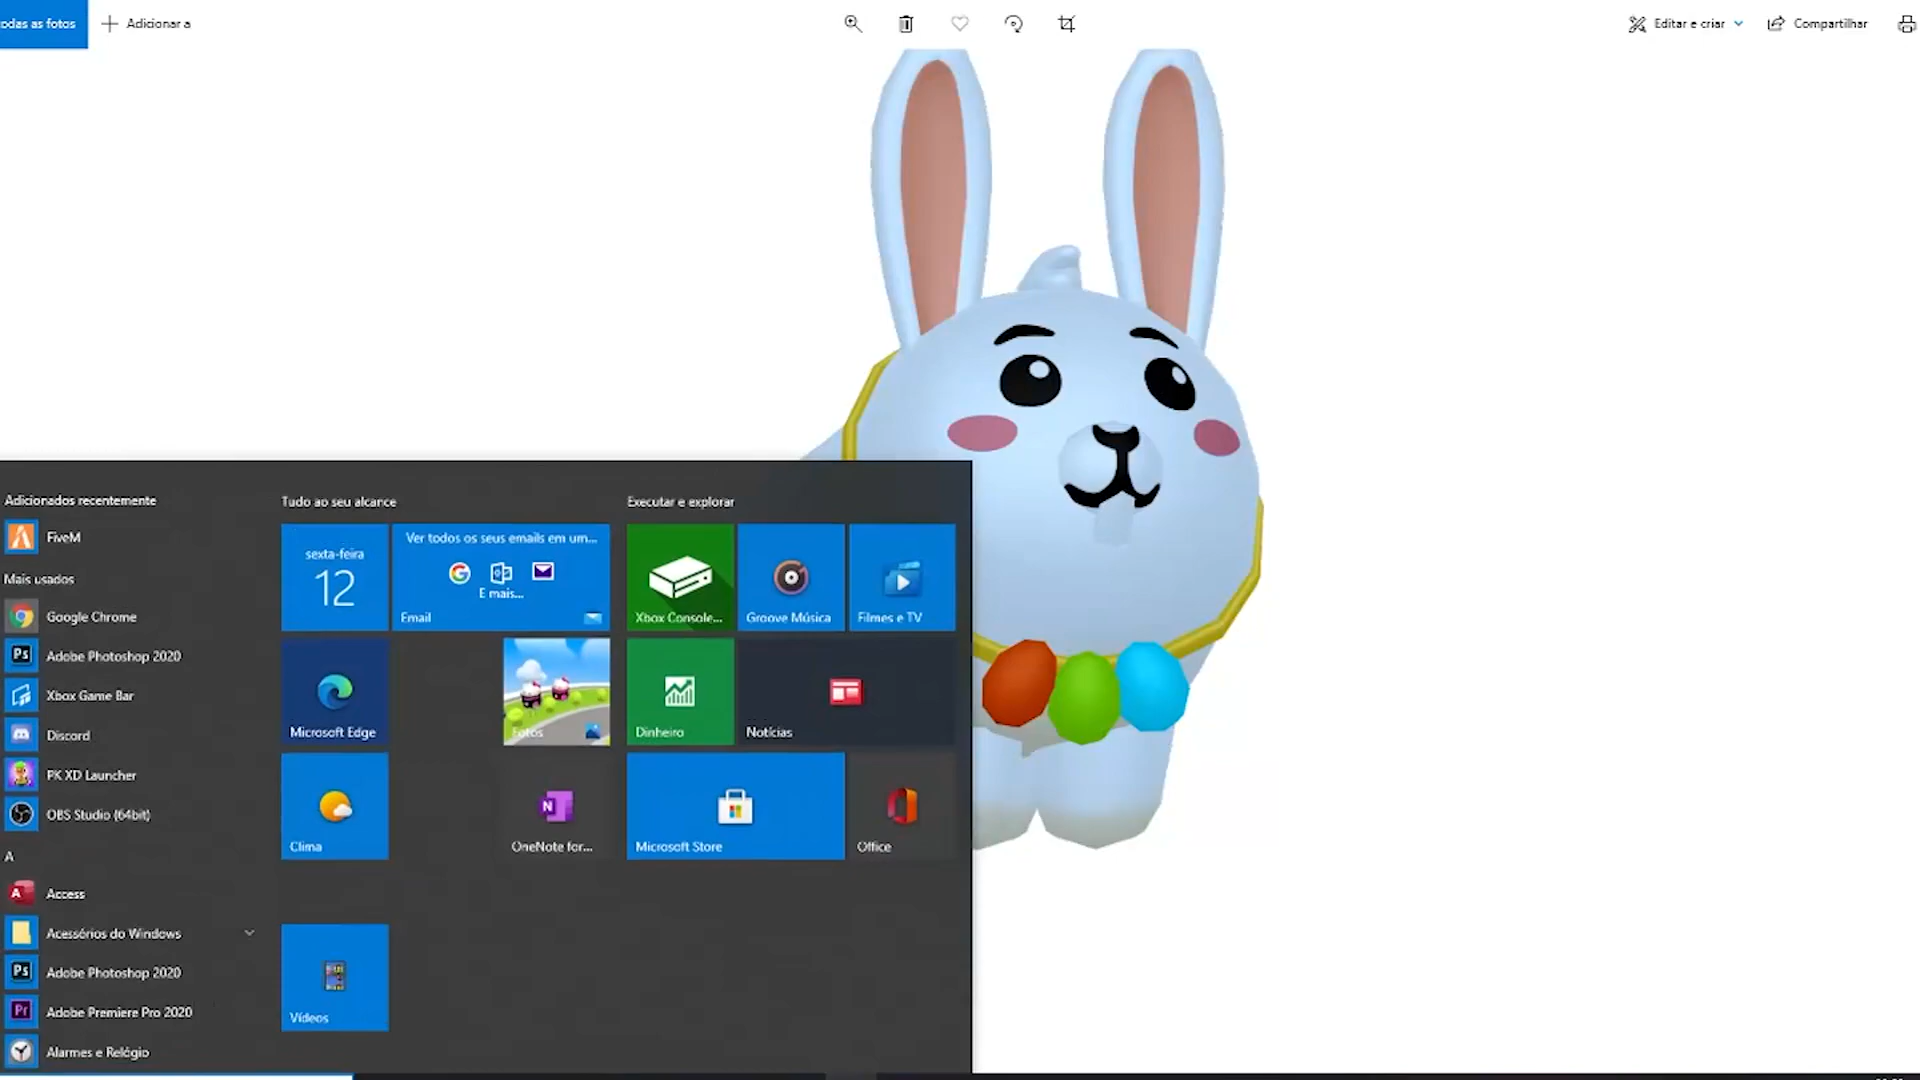 odas as fotos
Adicionar a
Editar e criar
Compartilhar
Adicionados recentemente
FiveM
Mais usados
Google Chrome
Adobe Photoshop 2020
Xbox Game Bar
Discord
PK XD Launcher
OBS Studio (64bit)
A
Access
Acessórios do Windows
Adobe Photoshop 2020
Adobe Premiere Pro 2020
Alarmes e Relógio
Tudo ao seu alcance
sexta-feira
12
Ver todos os seus emails em um...
E mais...
Email
Microsoft Edge
Fotos
Clima
OneNote for...
Vídeos
Executar e explorar
Xbox Console...
Groove Música
Filmes e TV
Dinheiro
Notícias
Microsoft Store
Office